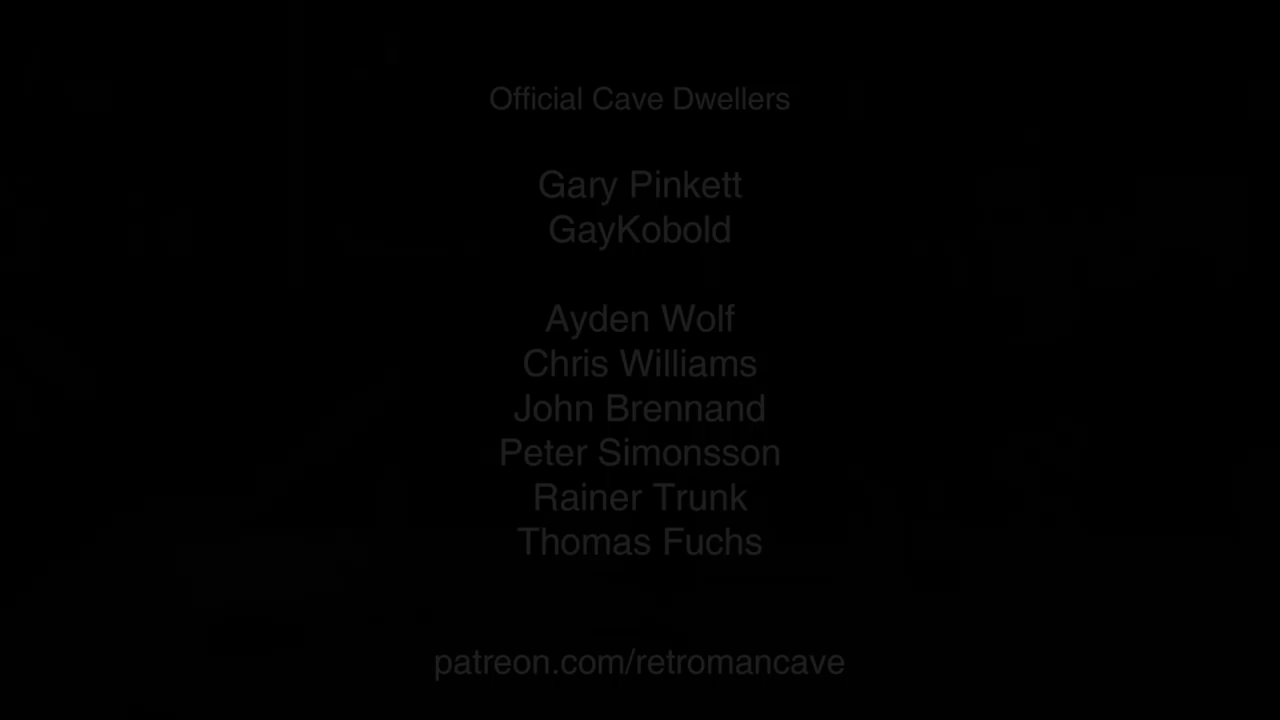 Official Cave Dwellers
Gary Pinkett
GayKobold
Ayden Wolf
Chris Williams
John Brennand
Peter Simonsson
Rainer Trunk
Thomas Fuchs
patreon.com/retromancave